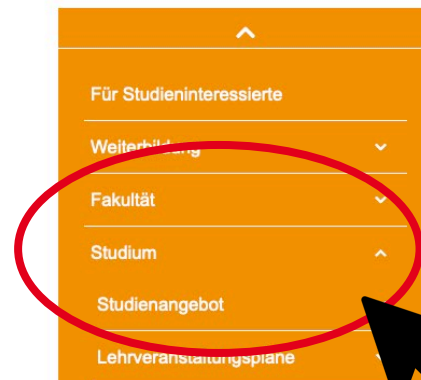 Für Studieninteressierte
Weiterbildung
Fakultät
Studium
Studienangebot
Lehrveranstaltungspläne